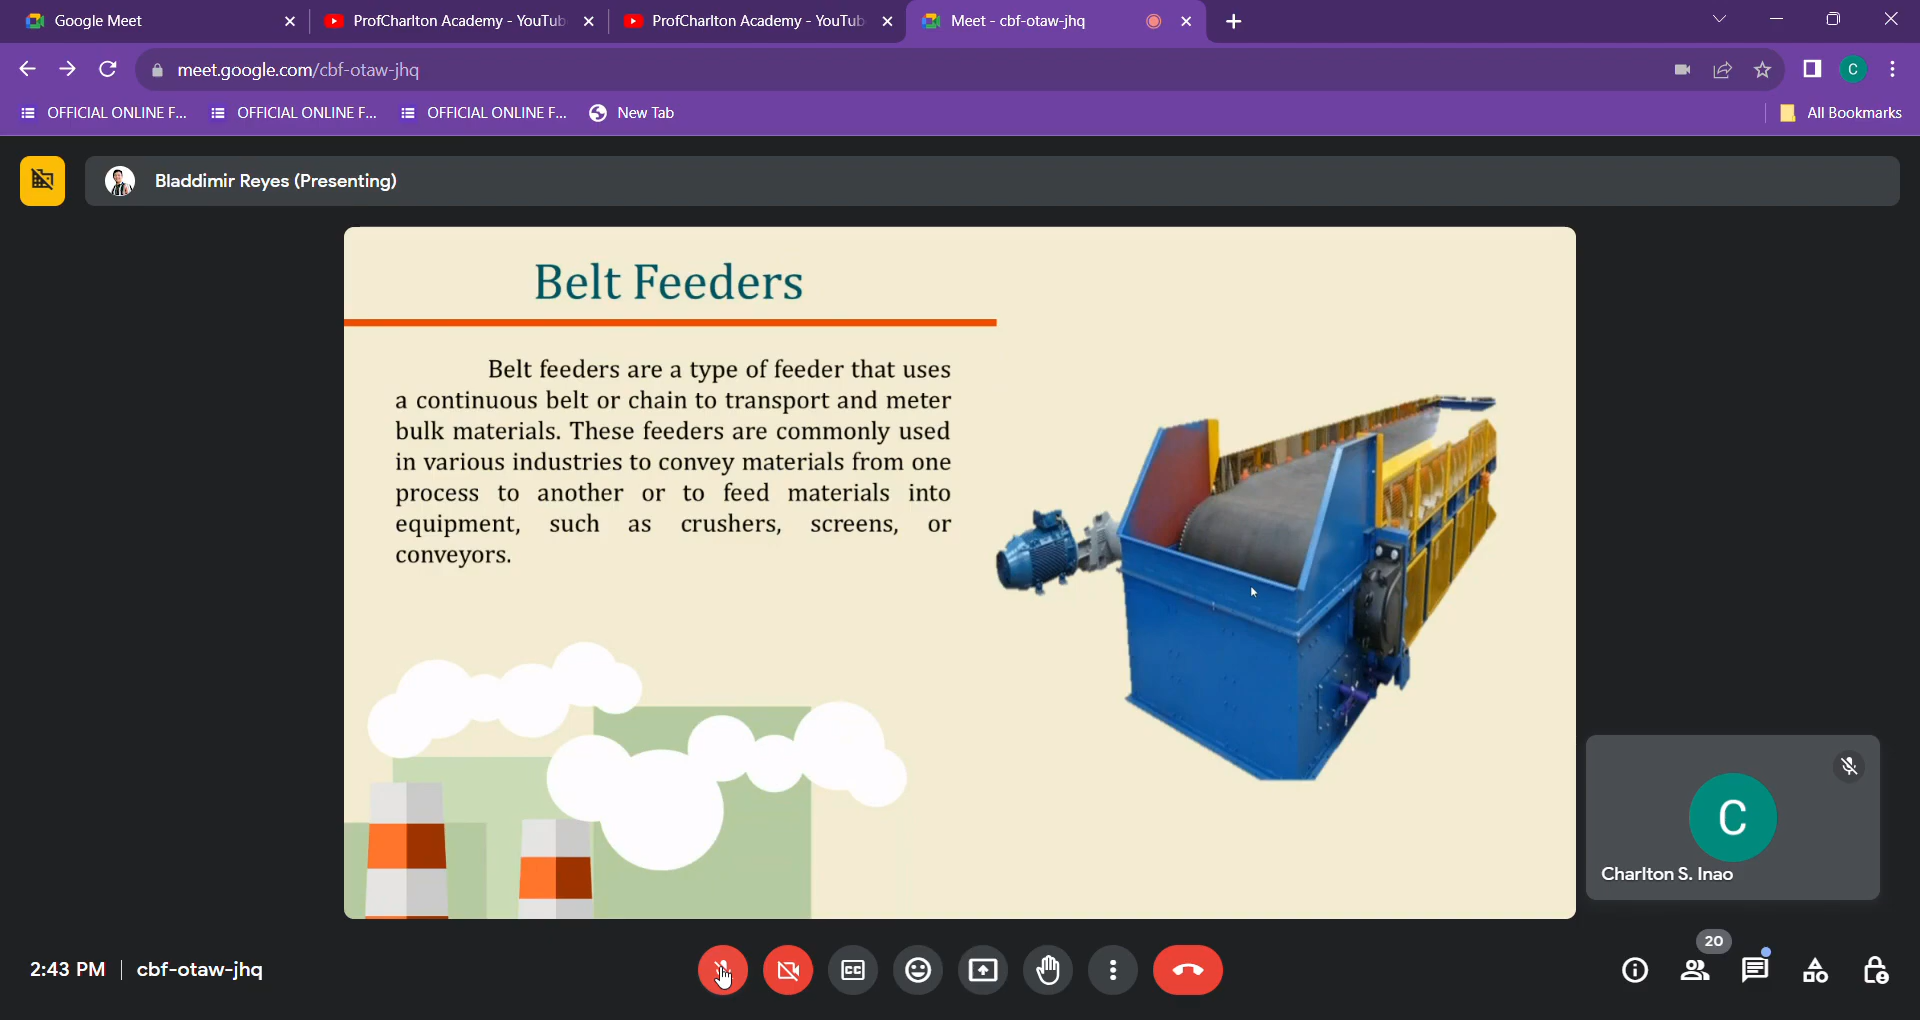 Google Meet
ProfCharlton Academy - YouTub
ProfCharlton Academy - YouTub
Meet - cbf-otaw-jhq
meet.google.com/cbf-otaw-jhq
C
OFFICIAL ONLINE F...
OFFICIAL ONLINE F...
OFFICIAL ONLINE F...
New Tab
All Bookmarks
Bladdimir Reyes (Presenting)
Belt Feeders
Belt feeders are a type of feeder that uses
a continuous belt or chain to transport and meter
bulk materials. These feeders are commonly used
in various industries to convey materials from one
process to another or to feed materials into
equipment, such as crushers, screens, or
conveyors.
C
Charlton S. Inao
2:43 PM | cbf-otaw-jhq
CC
20